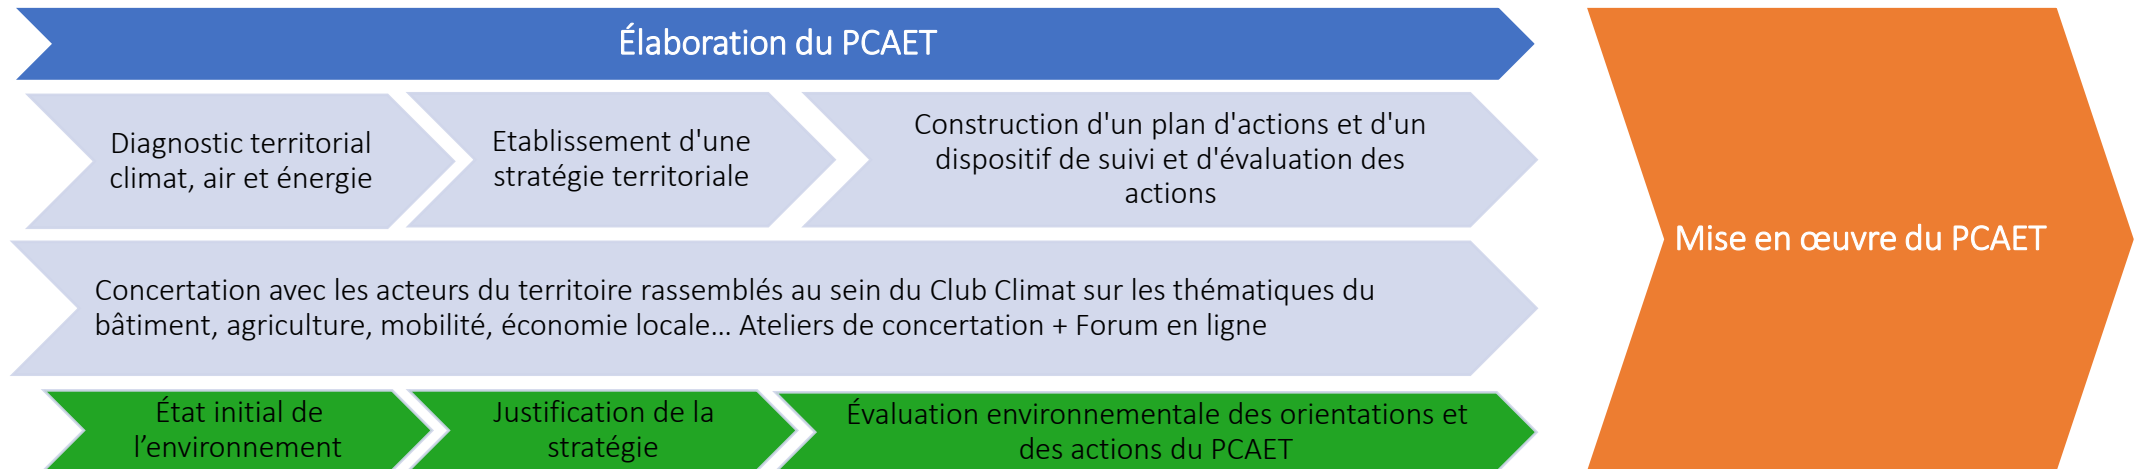 Élaboration du PCAET
Diagnostic territorial
climat, air et énergie
Etablissement d'une
stratégie territoriale
Construction d'un plan d'actions et d'un
dispositif de suivi et d'évaluation des
actions
Concertation avec les acteurs du territoire rassemblés au sein du Club Climat sur les thématiques du
bâtiment, agriculture, mobilité, économie locale… Ateliers de concertation + Forum en ligne
État initial de
l’environnement
Justification de la
stratégie
Évaluation environnementale des orientations et
des actions du PCAET
Mise en œuvre du PCAET